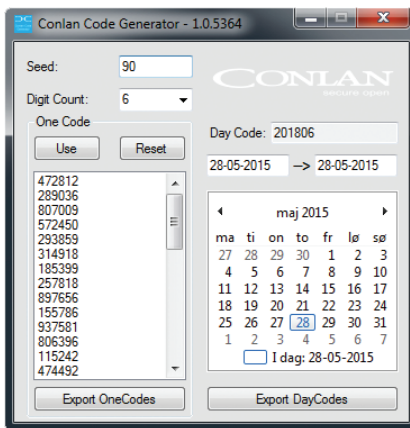 Conlan Code Generator - 1.0.5364
Seed: 90
Digit Count: 6
One Code
Use Reset
472812
289036
807009
572450
293859
314918
185399
257818
897656
155786
937581
806396
115242
474492
Export OneCodes
CONLAN
secure open
Day Code: 201806
28-05-2015 --> 28-05-2015
maj 2015
ma ti on to fr lø sø
27 28 29 30 1 2 3
4 5 6 7 8 9 10
11 12 13 14 15 16 17
18 19 20 21 22 23 24
25 26 27 28 29 30 31
1 2 3 4 5 6 7
I dag: 28-05-2015
Export DayCodes